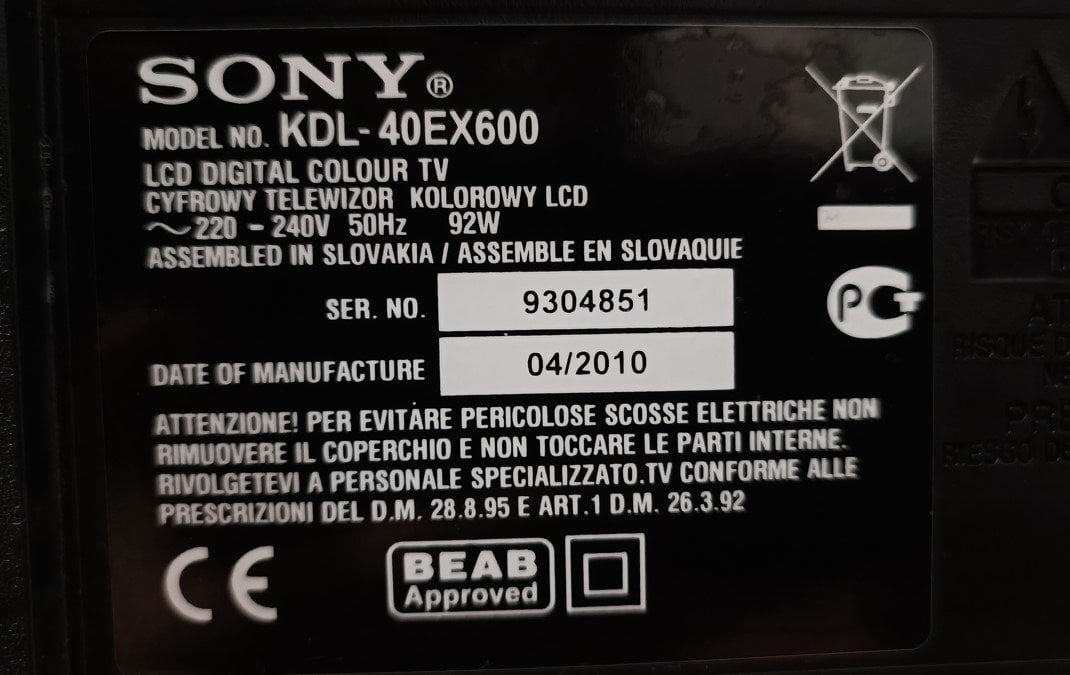 SONY®
MODEL NO. KDL-40EX600
LCD DIGITAL COLOUR TV
CYFROWY TELEWIZOR KOLOROWY LCD
~220 - 240V 50Hz 92W
ASSEMBLED IN SLOVAKIA / ASSEMBLE EN SLOVAQUIE
SER. NO. 9304851
DATE OF MANUFACTURE 04/2010
ATTENZIONE! PER EVITARE PERICOLOSE SCOSSE ELETTRICHE NON
RIMUOVERE IL COPERCHIO E NON TOCCARE LE PARTI INTERNE.
RIVOLGETEVI A PERSONALE SPECIALIZZATO.TV CONFORME ALLE
PRESCRIZIONI DEL D.M. 28.8.95 E ART.1 D.M. 26.3.92
CE
BEAB
Approved
РСТ
RISQUE
RIESGO